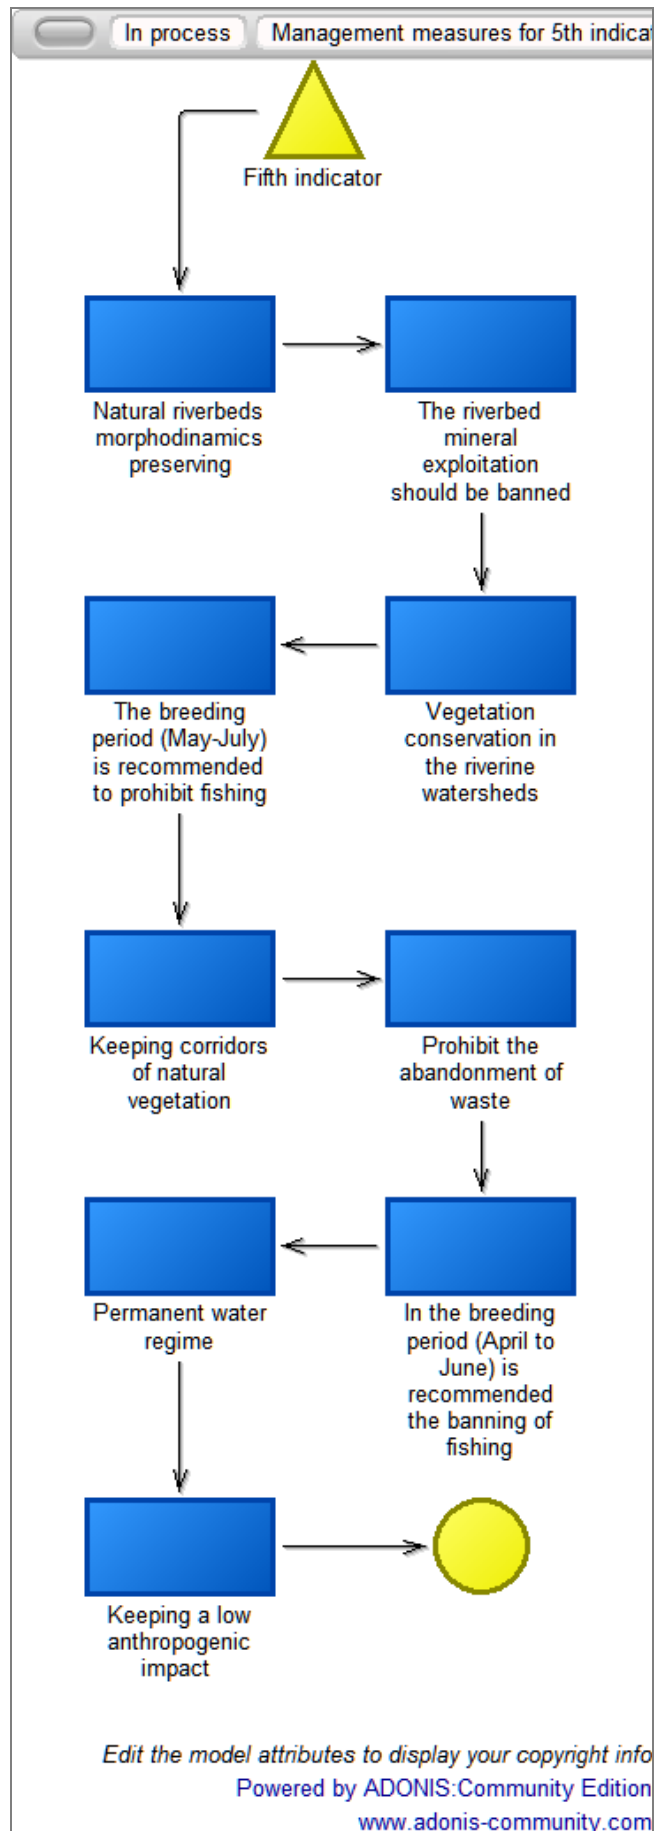 In process
Management measures for 5th indica
Fifth indicator
Natural riverbeds
morphodinamics
preserving
The riverbed
mineral
exploitation
should be banned
The breeding
period (May-July)
is recommended
to prohibit fishing
Vegetation
conservation in
the riverine
watersheds
Keeping corridors
of natural
vegetation
Prohibit the
abandonment of
waste
Permanent water
regime
In the breeding
period (April to
June) is
recommended
the banning of
fishing
Keeping a low
anthropogenic
impact
Edit the model attributes to display your copyright info
Powered by ADONIS:Community Edition
www.adonis-community.com